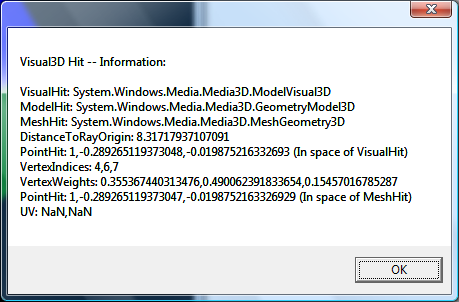 Visual3D Hit -- Information:
VisualHit: System.Windows.Media.Media3D.ModelVisual3D
ModelHit: System.Windows.Media.Media3D.GeometryModel3D
MeshHit: System.Windows.Media.Media3D.MeshGeometry3D
DistanceToRayOrigin: 8.31717937107091
PointHit: 1,-0.289265119373048,-0.019875216332693 (In space of VisualHit)
VertexIndices: 4,6,7
VertexWeights: 0.355367440313476,0.490062391833654,0.15457016785287
PointHit: 1,-0.289265119373047,-0.0198752163326929 (In space of MeshHit)
UV: NaN,NaN
OK